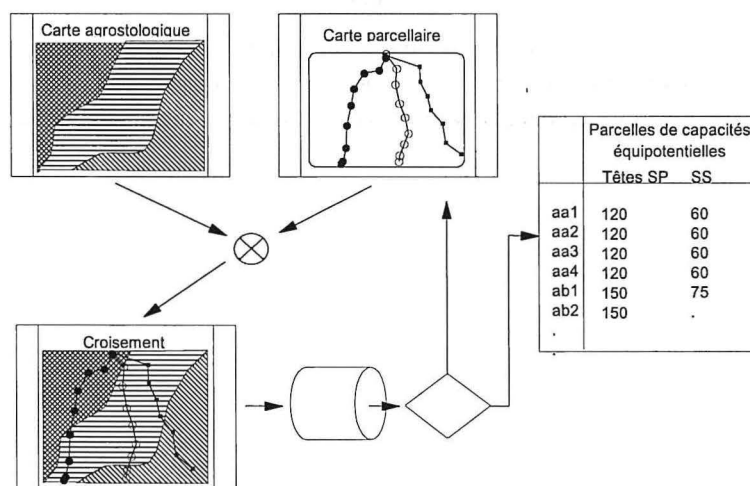 Carte agrostologique
Carte parcellaire
Parcelles de capacités
équipotentielles
Têtes SP SS
aa1 120 60
aa2 120 60
aa3 120 60
aa4 120 60
ab1 150 75
ab2 150 .
.
Croisement